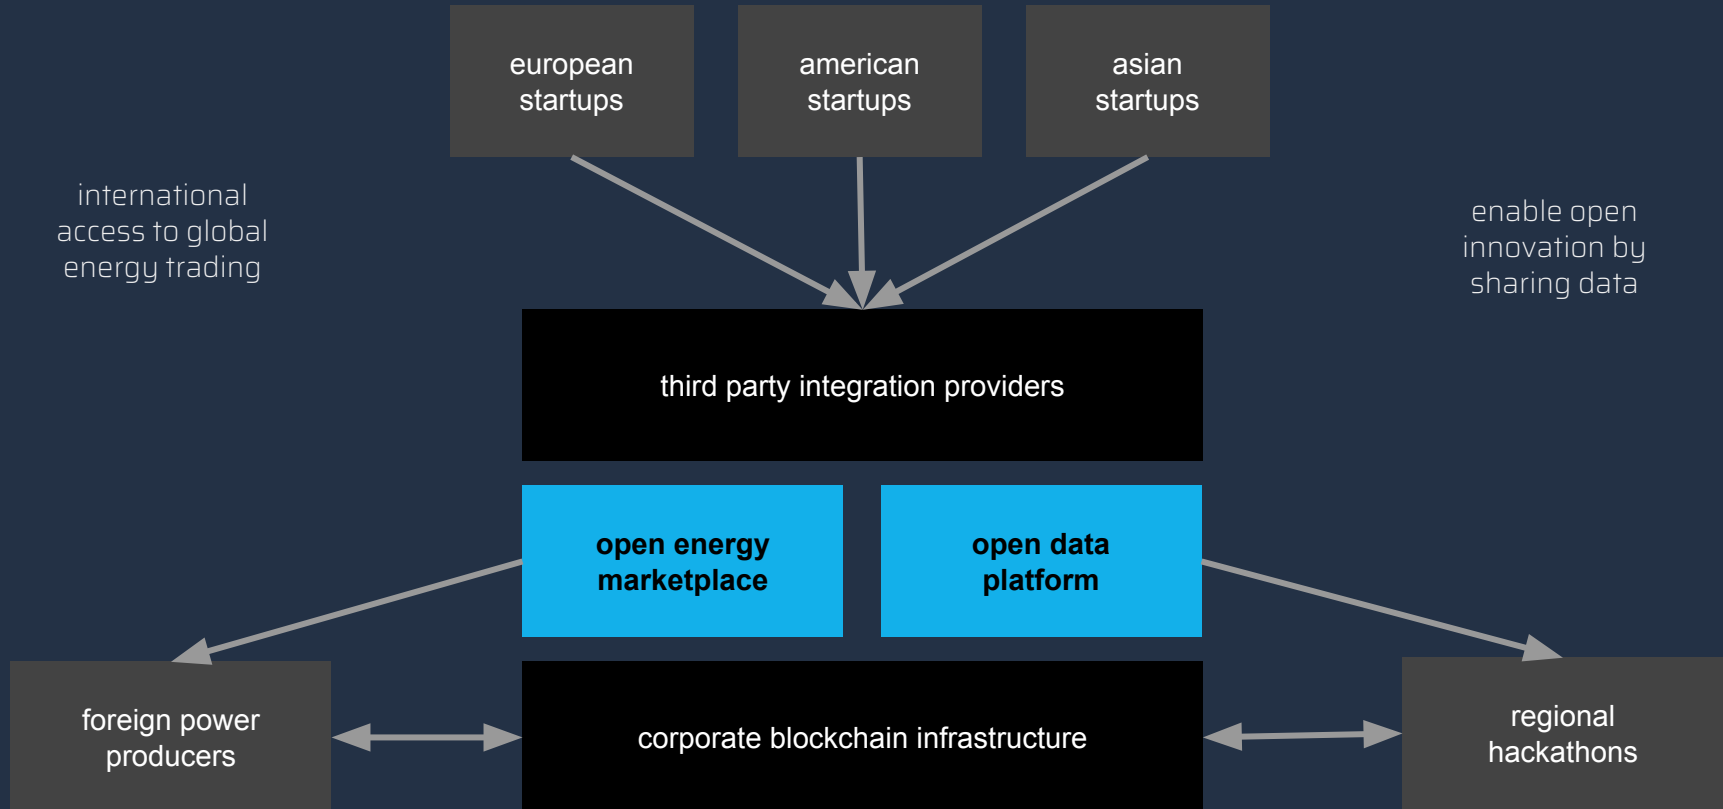 european
startups
american
startups
asian
startups
international
access to global
energy trading
enable open
innovation by
sharing data
third party integration providers
open energy
marketplace
open data
platform
foreign power
producers
corporate blockchain infrastructure
regional
hackathons